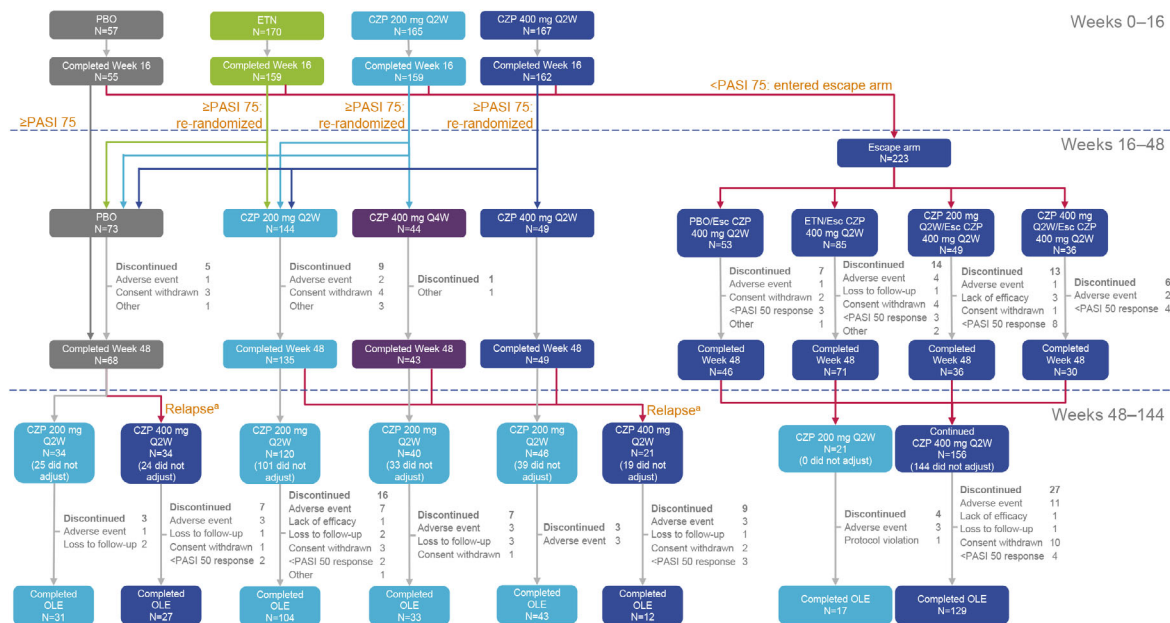 PBO
N=57
ETN
N=170
CZP 200 mg Q2W
N=165
CZP 400 mg Q2W
N=167
Weeks 0–16
Completed Week 16
N=55
Completed Week 16
N=159
Completed Week 16
N=159
Completed Week 16
N=162
<PASI 75: entered escape arm
≥PASI 75
≥PASI 75:
re-randomized
≥PASI 75:
re-randomized
≥PASI 75:
re-randomized
Weeks 16–48
Escape arm
N=223
PBO
N=73
CZP 200 mg Q2W
N=144
CZP 400 mg Q4W
N=44
CZP 400 mg Q2W
N=49
PBO/Esc CZP
400 mg Q2W
N=53
ETN/Esc CZP
400 mg Q2W
N=85
CZP 200 mg
Q2W/Esc CZP
400 mg Q2W
N=49
CZP 400 mg
Q2W/Esc CZP
400 mg Q2W
N=36
Discontinued 5
Adverse event 1
Consent withdrawn 3
Other 1
Discontinued 9
Adverse event 2
Consent withdrawn 4
Other 3
Discontinued 1
Other 1
Discontinued 7
Adverse event 1
Consent withdrawn 2
<PASI 50 response 3
Other 1
Discontinued 14
Adverse event 4
Loss to follow-up 1
Consent withdrawn 4
<PASI 50 response 3
Other 2
Discontinued 13
Adverse event 1
Lack of efficacy 3
Consent withdrawn 1
<PASI 50 response 8
Discontinued 6
Adverse event 2
<PASI 50 response 4
Completed Week 48
N=68
Completed Week 48
N=135
Completed Week 48
N=43
Completed Week 48
N=49
Completed
Week 48
N=46
Completed
Week 48
N=71
Completed
Week 48
N=36
Completed
Week 48
N=30
Weeks 48–144
Relapseᵃ
Relapseᵃ
CZP 200 mg
Q2W
N=34
(25 did not
adjust)
CZP 400 mg
Q2W
N=34
(24 did not
adjust)
CZP 200 mg
Q2W
N=120
(101 did not
adjust)
CZP 200 mg
Q2W
N=40
(33 did not
adjust)
CZP 200 mg
Q2W
N=46
(39 did not
adjust)
CZP 400 mg
Q2W
N=21
(19 did not
adjust)
CZP 200 mg Q2W
N=21
(0 did not adjust)
Continued
CZP 400 mg Q2W
N=156
(144 did not adjust)
Discontinued 3
Adverse event 1
Loss to follow-up 2
Discontinued 7
Adverse event 3
Loss to follow-up 1
Consent withdrawn 1
<PASI 50 response 2
Discontinued 16
Adverse event 7
Lack of efficacy 1
Loss to follow-up 2
Consent withdrawn 3
<PASI 50 response 2
Other 1
Discontinued 7
Adverse event 3
Loss to follow-up 3
Consent withdrawn 1
Discontinued 3
Adverse event 3
Discontinued 9
Adverse event 3
Loss to follow-up 1
Consent withdrawn 2
<PASI 50 response 3
Discontinued 4
Adverse event 3
Protocol violation 1
Discontinued 27
Adverse event 11
Lack of efficacy 1
Loss to follow-up 1
Consent withdrawn 10
<PASI 50 response 4
Completed
OLE
N=31
Completed
OLE
N=27
Completed
OLE
N=104
Completed
OLE
N=33
Completed
OLE
N=43
Completed
OLE
N=12
Completed OLE
N=17
Completed OLE
N=129